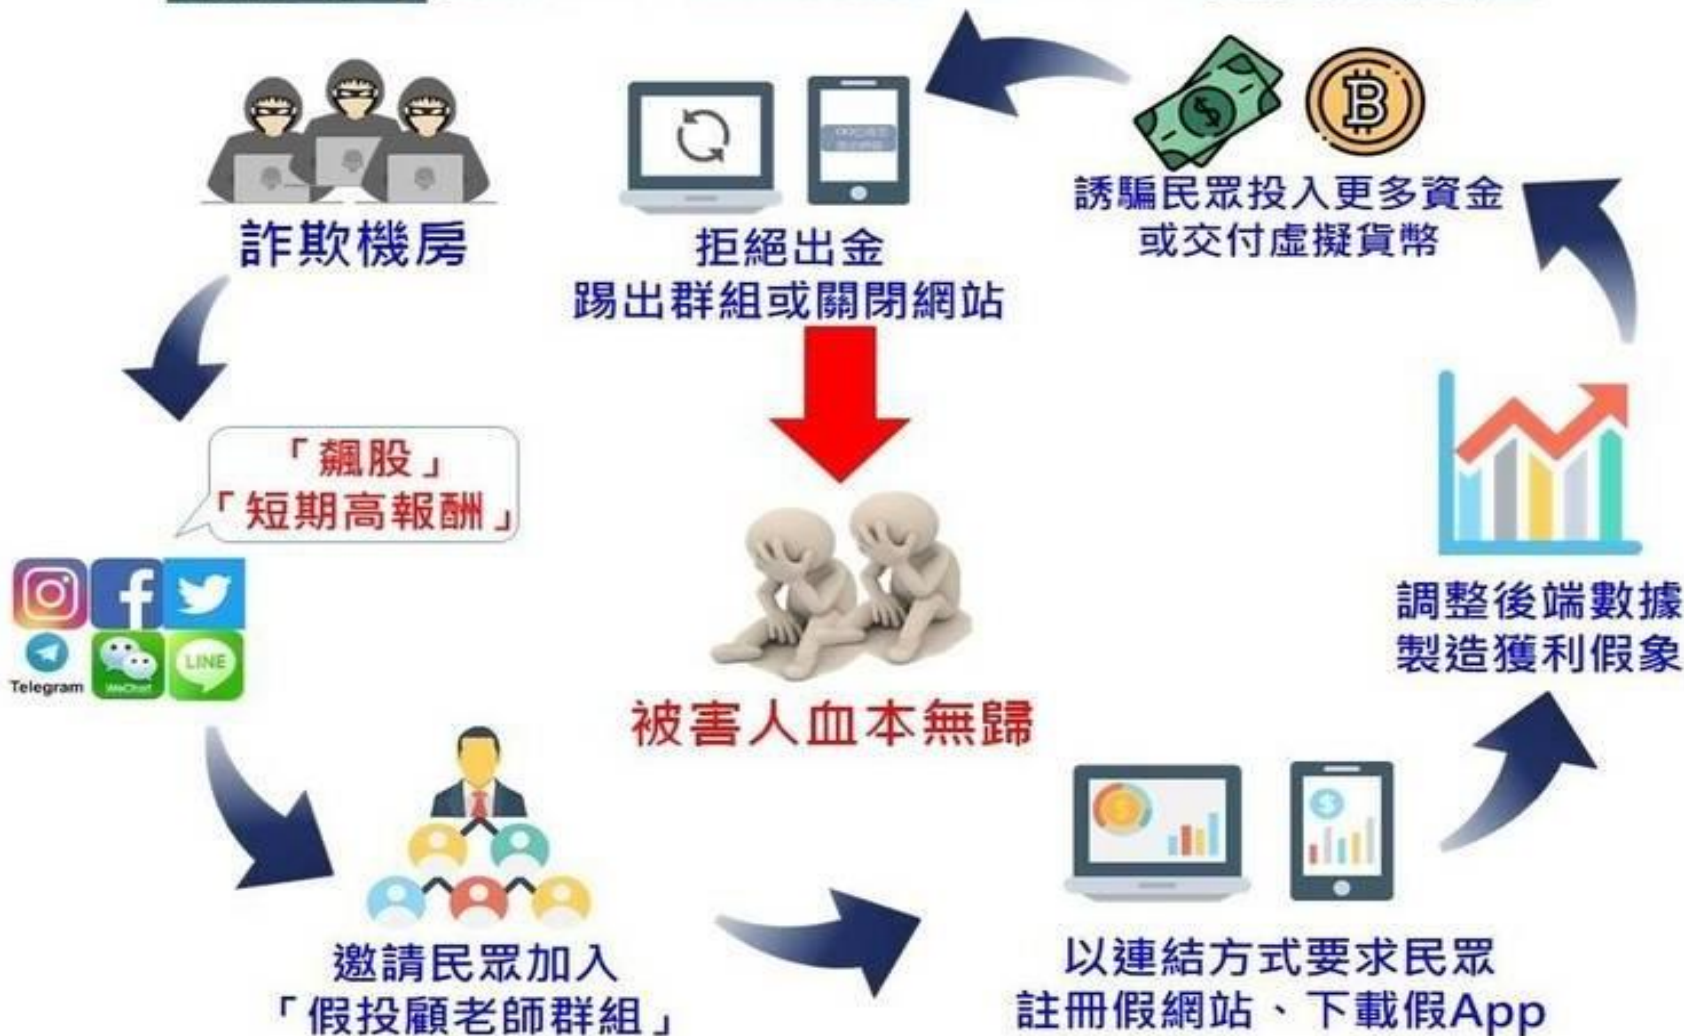 詐欺機房
「飆股」
「短期高報酬」
Telegram
WeChat
LINE
邀請民眾加入
「假投顧老師群組」
以連結方式要求民眾
註冊假網站、下載假App
調整後端數據
製造獲利假象
誘騙民眾投入更多資金
或交付虛擬貨幣
拒絕出金
踢出群組或關閉網站
被害人血本無歸